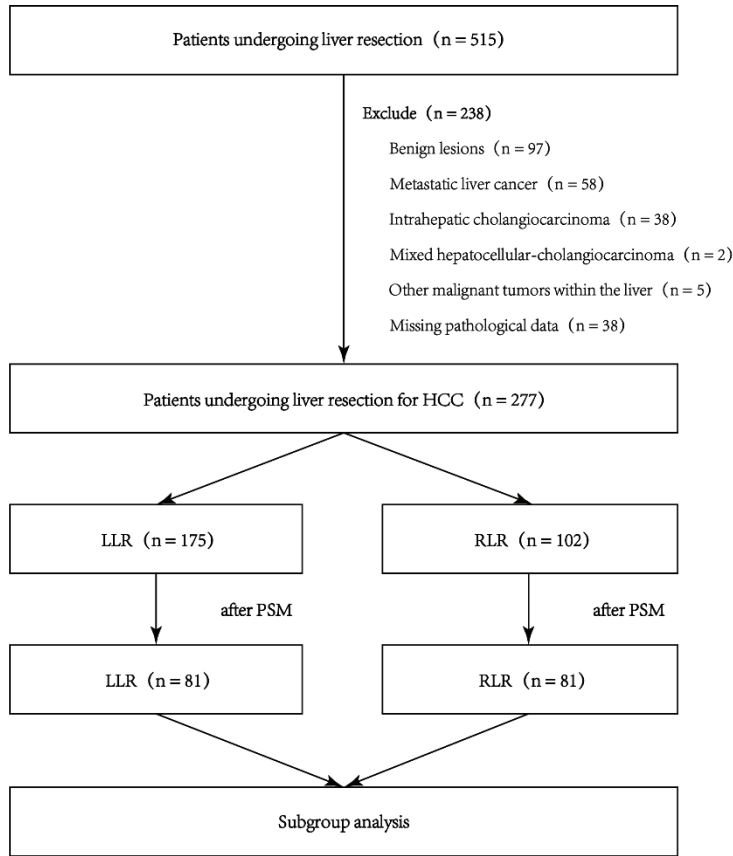 Patients undergoing liver resection (n = 515)
Exclude (n = 238)
Benign lesions (n = 97)
Metastatic liver cancer (n = 58)
Intrahepatic cholangiocarcinoma (n = 38)
Mixed hepatocellular-cholangiocarcinoma (n = 2)
Other malignant tumors within the liver (n = 5)
Missing pathological data (n = 38)
Patients undergoing liver resection for HCC (n = 277)
LLR (n = 175)
RLR (n = 102)
after PSM
after PSM
LLR (n = 81)
RLR (n = 81)
Subgroup analysis